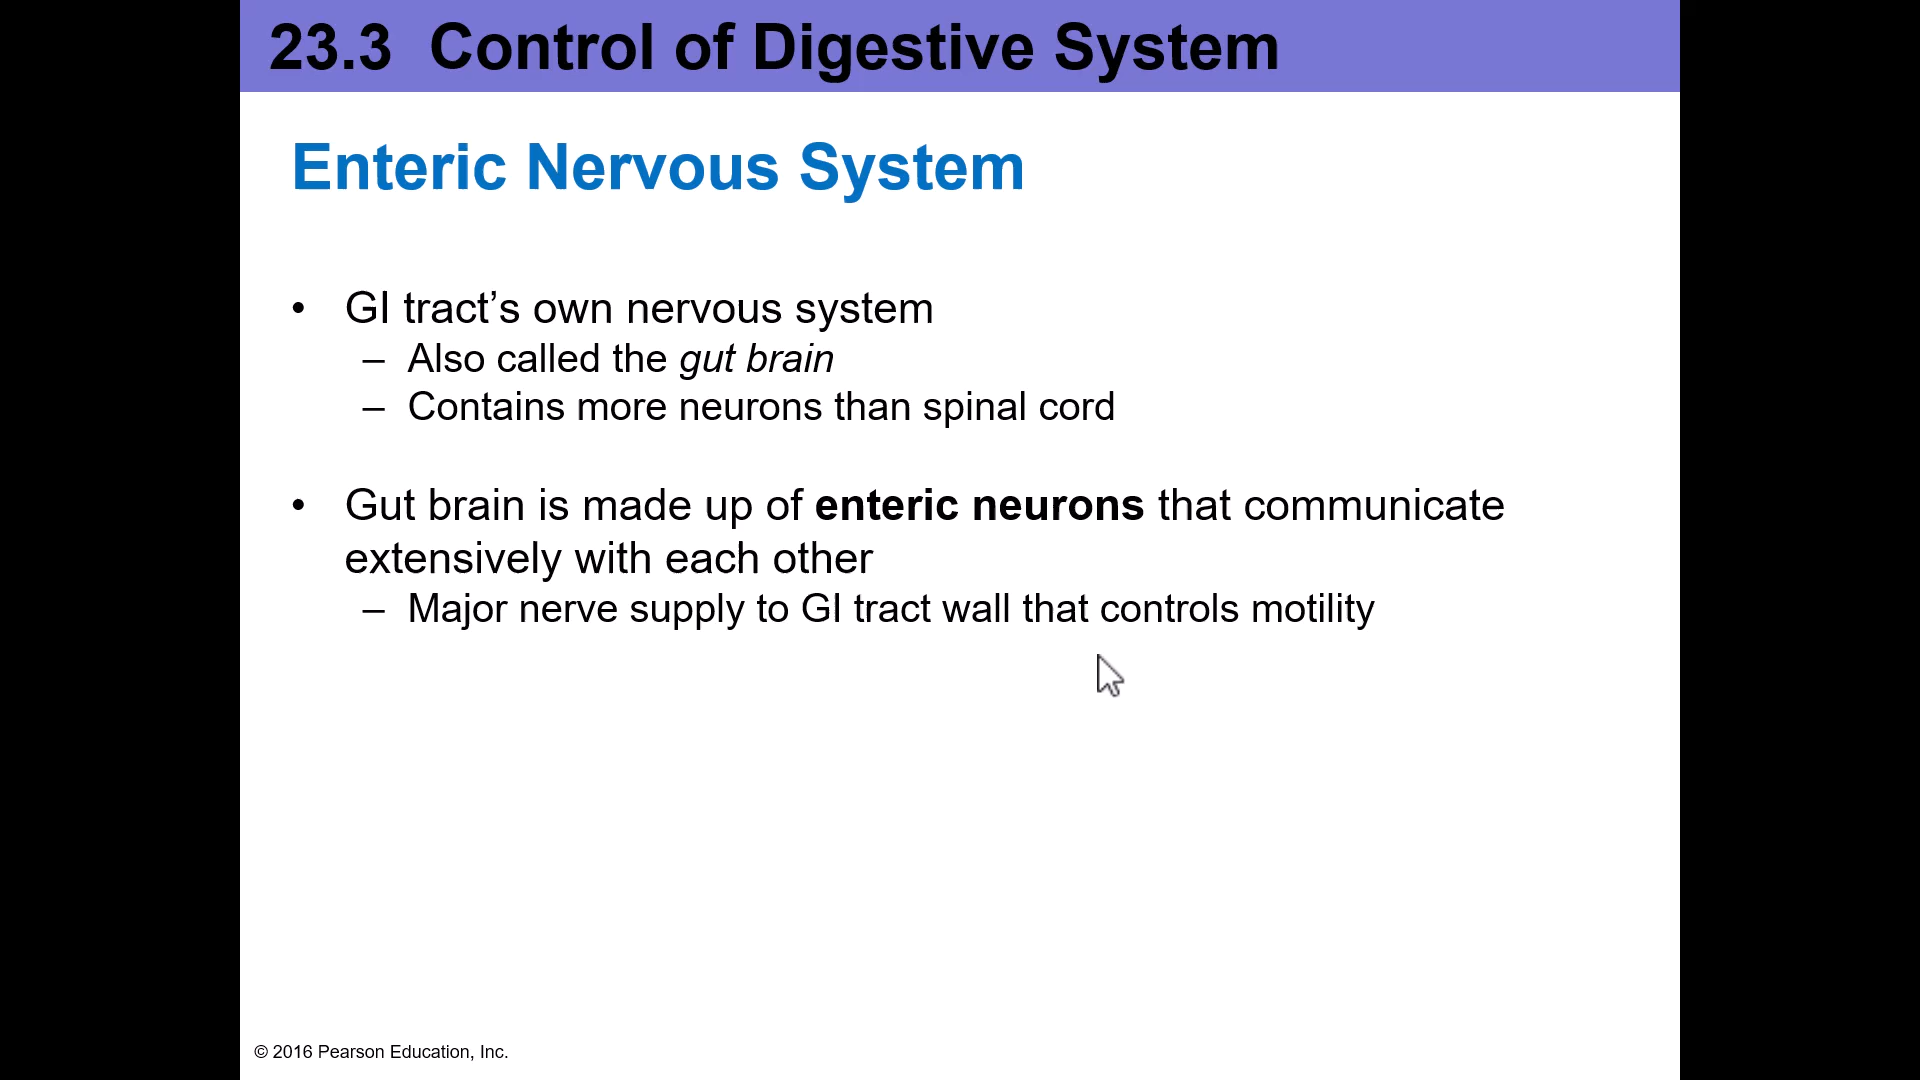 23.3 Control of Digestive System
Enteric Nervous System
• GI tract’s own nervous system
– Also called the gut brain
– Contains more neurons than spinal cord
• Gut brain is made up of enteric neurons that communicate
extensively with each other
– Major nerve supply to GI tract wall that controls motility
© 2016 Pearson Education, Inc.